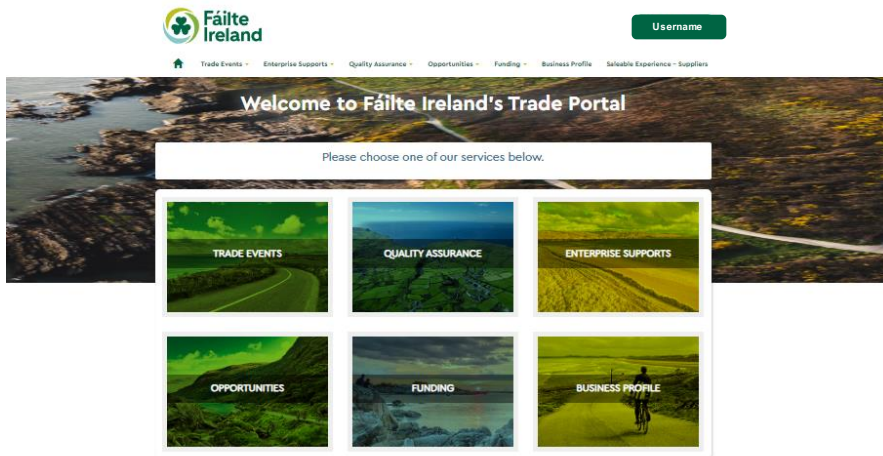 Fáilte
Ireland
Username
Trade Events Enterprise Supports Quality Assurance Opportunities Funding Business Profile Saleable Experience - Suppliers
Welcome to Fáilte Ireland's Trade Portal
Please choose one of our services below.
TRADE EVENTS QUALITY ASSURANCE ENTERPRISE SUPPORTS
OPPORTUNITIES FUNDING BUSINESS PROFILE